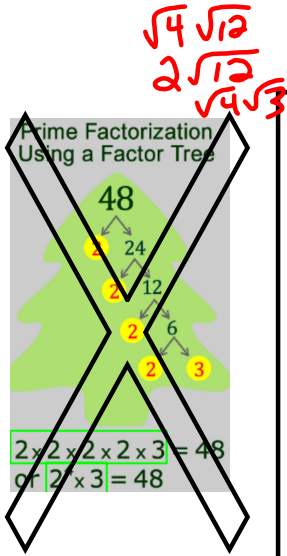 √4 √12
2√12
√4√3
Prime Factorization
Using a Factor Tree
48
2 24
2 12
2 6
2 3
2 x 2 x 2 x 2 x 3 = 48
or 2⁴ x 3 = 48